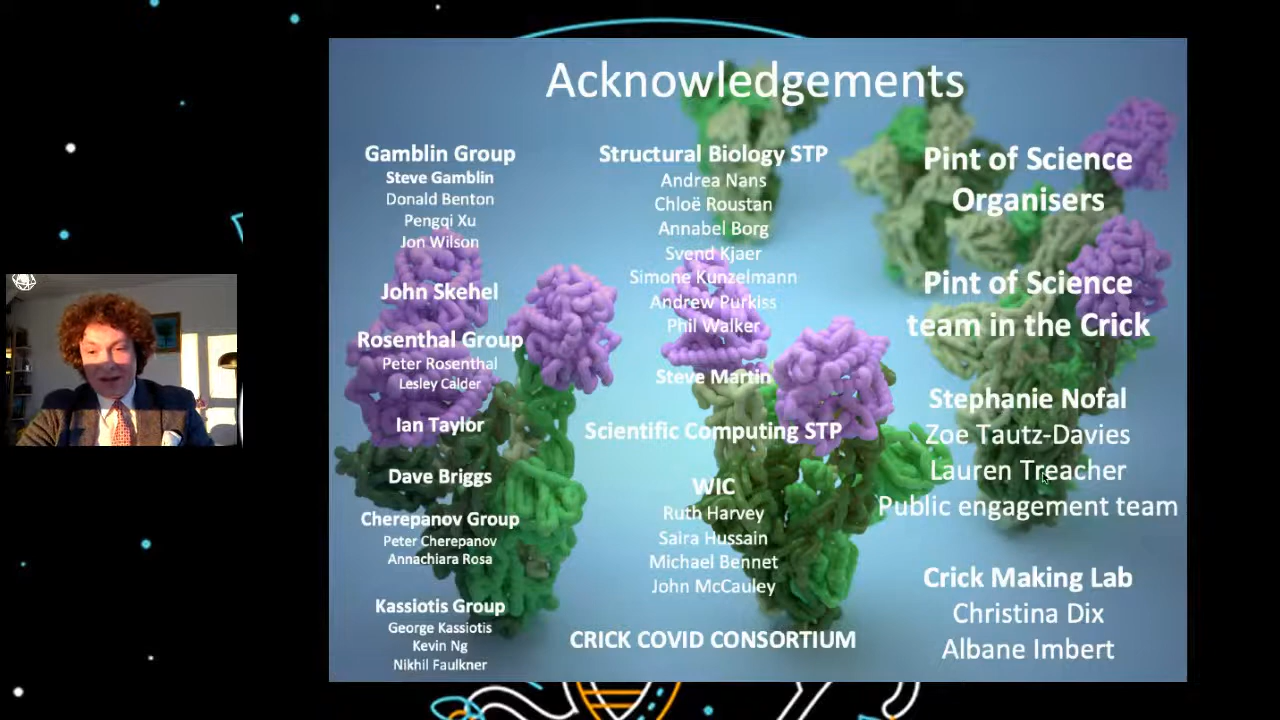 Acknowledgements
Gamblin Group
Steve Gamblin
Donald Benton
Pengqi Xu
Jon Wilson
John Skehel
Rosenthal Group
Peter Rosenthal
Lesley Calder
Ian Taylor
Dave Briggs
Cherepanov Group
Peter Cherepanov
Annachiara Rosa
Kassiotis Group
George Kassiotis
Kevin Ng
Nikhil Faulkner
Structural Biology STP
Andrea Nans
Chloë Roustan
Annabel Borg
Svend Kjaer
Simone Kunzelmann
Andrew Purkiss
Phil Walker
Steve Martin
Scientific Computing STP
WIC
Ruth Harvey
Saira Hussain
Michael Bennet
John McCauley
CRICK COVID CONSORTIUM
Pint of Science
Organisers
Pint of Science
team in the Crick
Stephanie Nofal
Zoe Tautz-Davies
Lauren Treacher
Public engagement team
Crick Making Lab
Christina Dix
Albane Imbert